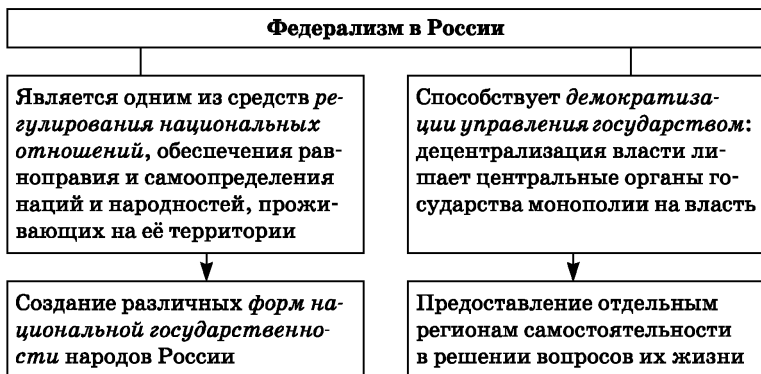 Федерализм в России
Является одним из средств ре-
гулирования национальных
отношений, обеспечения рав-
ноправия и самоопределения
наций и народностей, прожи-
вающих на её территории
Способствует демократиза-
ции управления государством:
децентрализация власти ли-
шает центральные органы го-
сударства монополии на власть
Создание различных форм на-
циональной государственно-
сти народов России
Предоставление отдельным
регионам самостоятельности
в решении вопросов их жизни